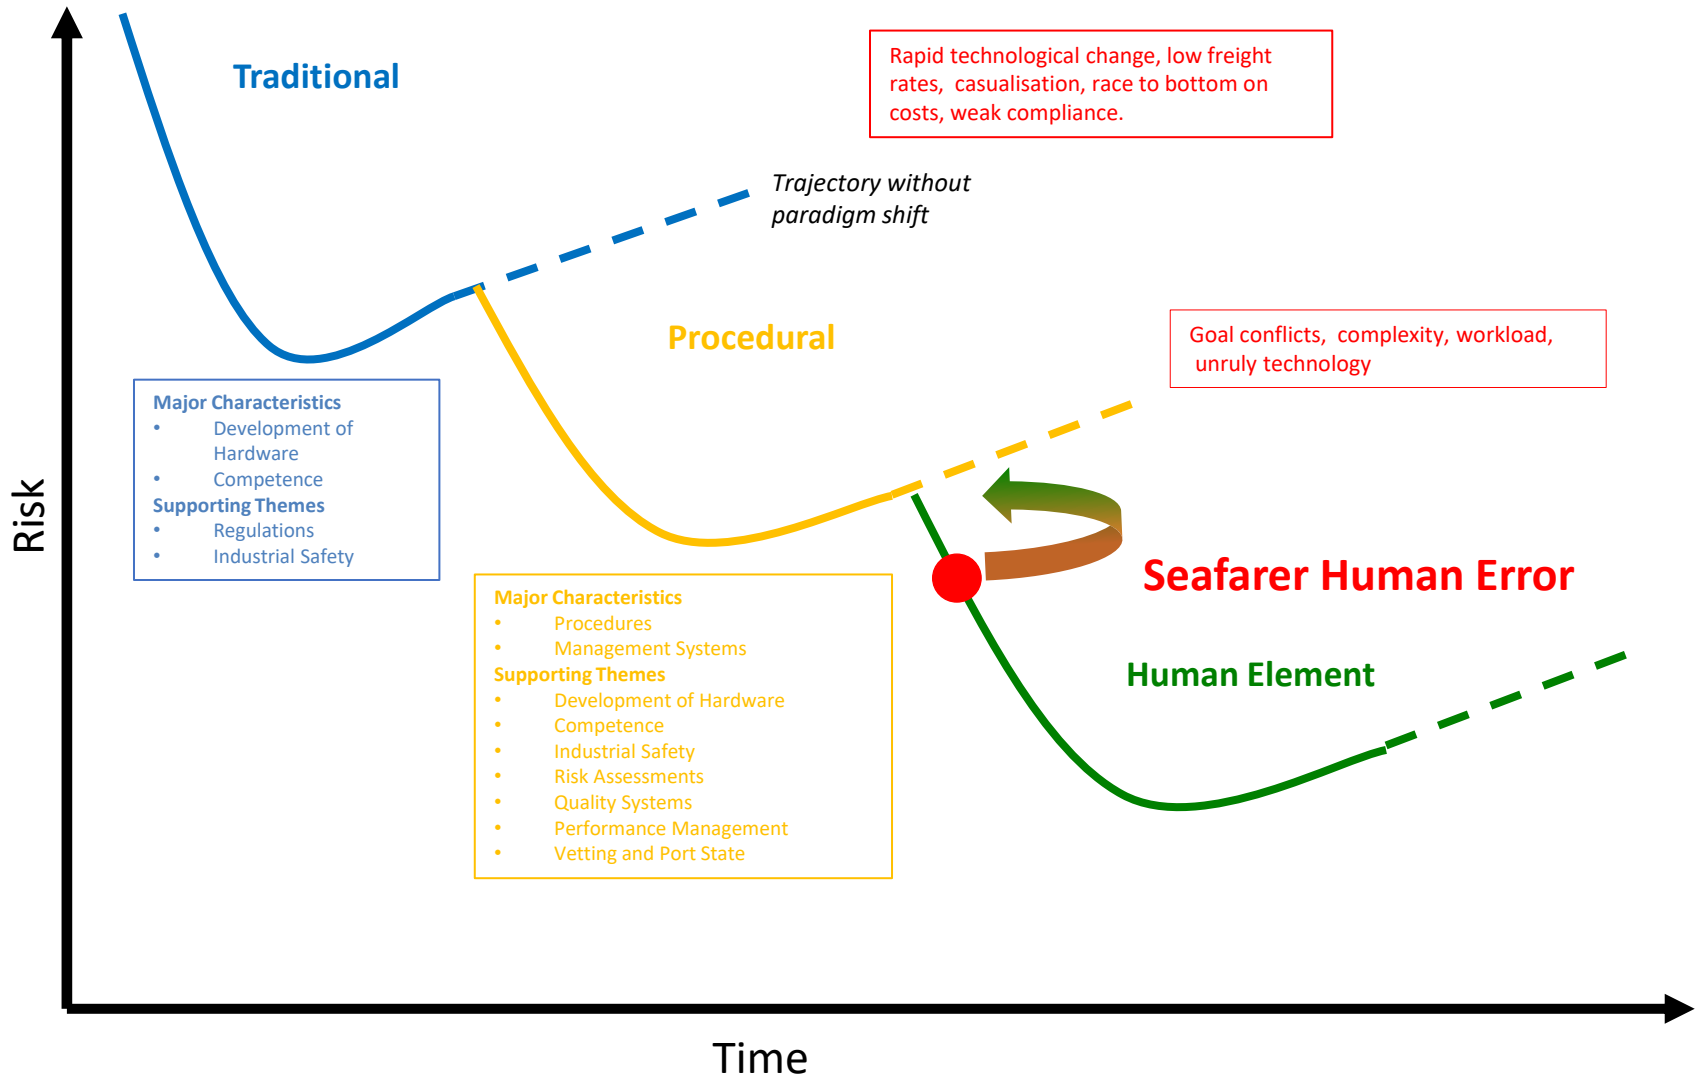 Traditional
Rapid technological change, low freight
rates,  casualisation, race to bottom on
costs, weak compliance.
Trajectory without
paradigm shift
Procedural
Goal conflicts,  complexity, workload,
unruly technology
Major Characteristics
• Development of
Hardware
• Competence
Supporting Themes
• Regulations
• Industrial Safety
Risk
Major Characteristics
• Procedures
• Management Systems
Supporting Themes
• Development of Hardware
• Competence
• Industrial Safety
• Risk Assessments
• Quality Systems
• Performance Management
• Vetting and Port State
Seafarer Human Error
Human Element
Time